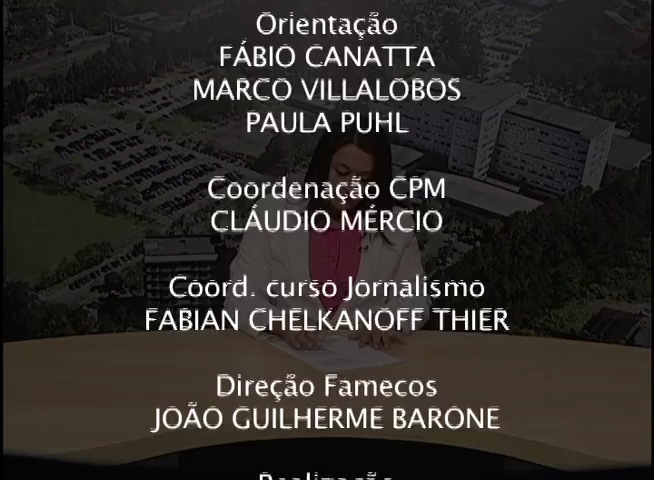 Orientação
FÁBIO CANATTA
MARCO VILLALOBOS
PAULA PUHL
Coordenação CPM
CLÁUDIO MÉRCIO
Coord. curso Jornalismo
FABIAN CHELKANOFF THIER
Direção Famecos
JOÃO GUILHERME BARONE
Realização